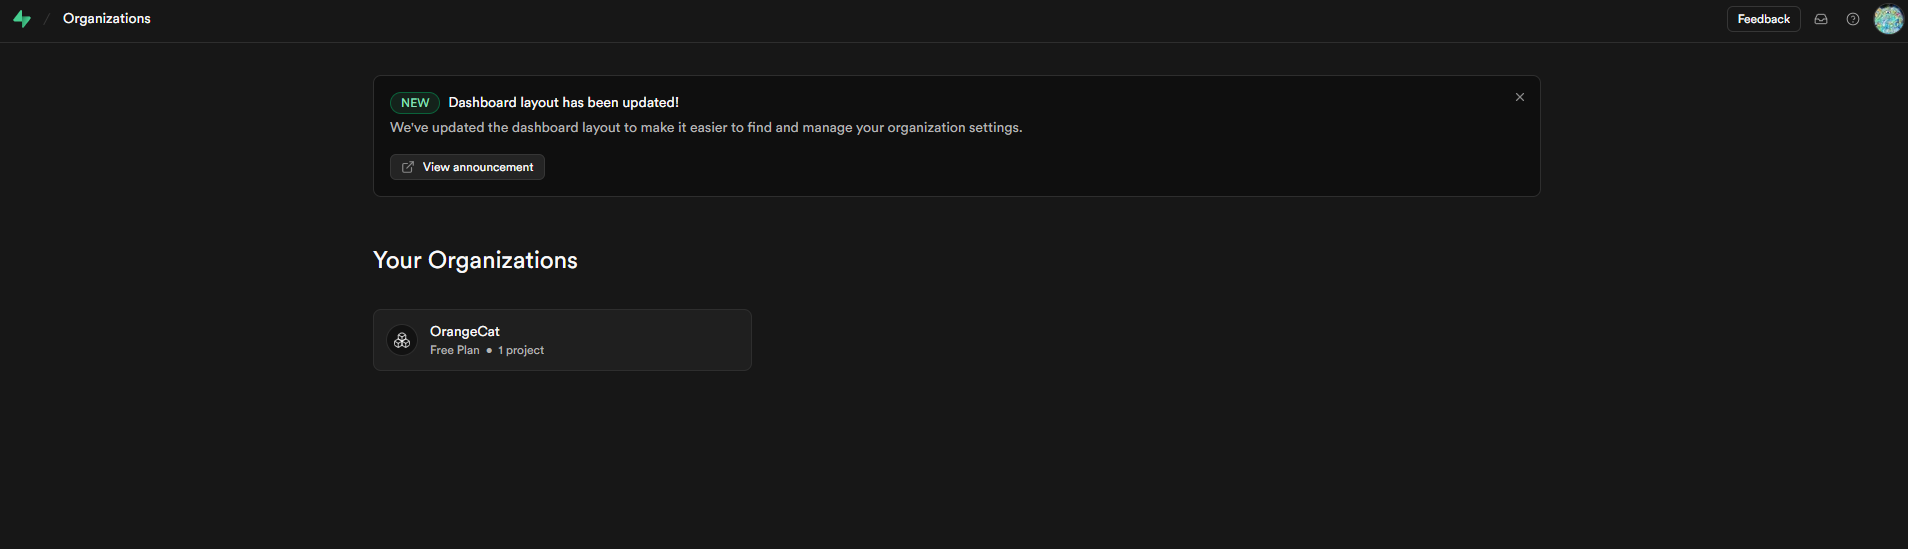 Organizations
Feedback
NEW Dashboard layout has been updated!
We've updated the dashboard layout to make it easier to find and manage your organization settings.
View announcement
Your Organizations
OrangeCat
Free Plan • 1 project